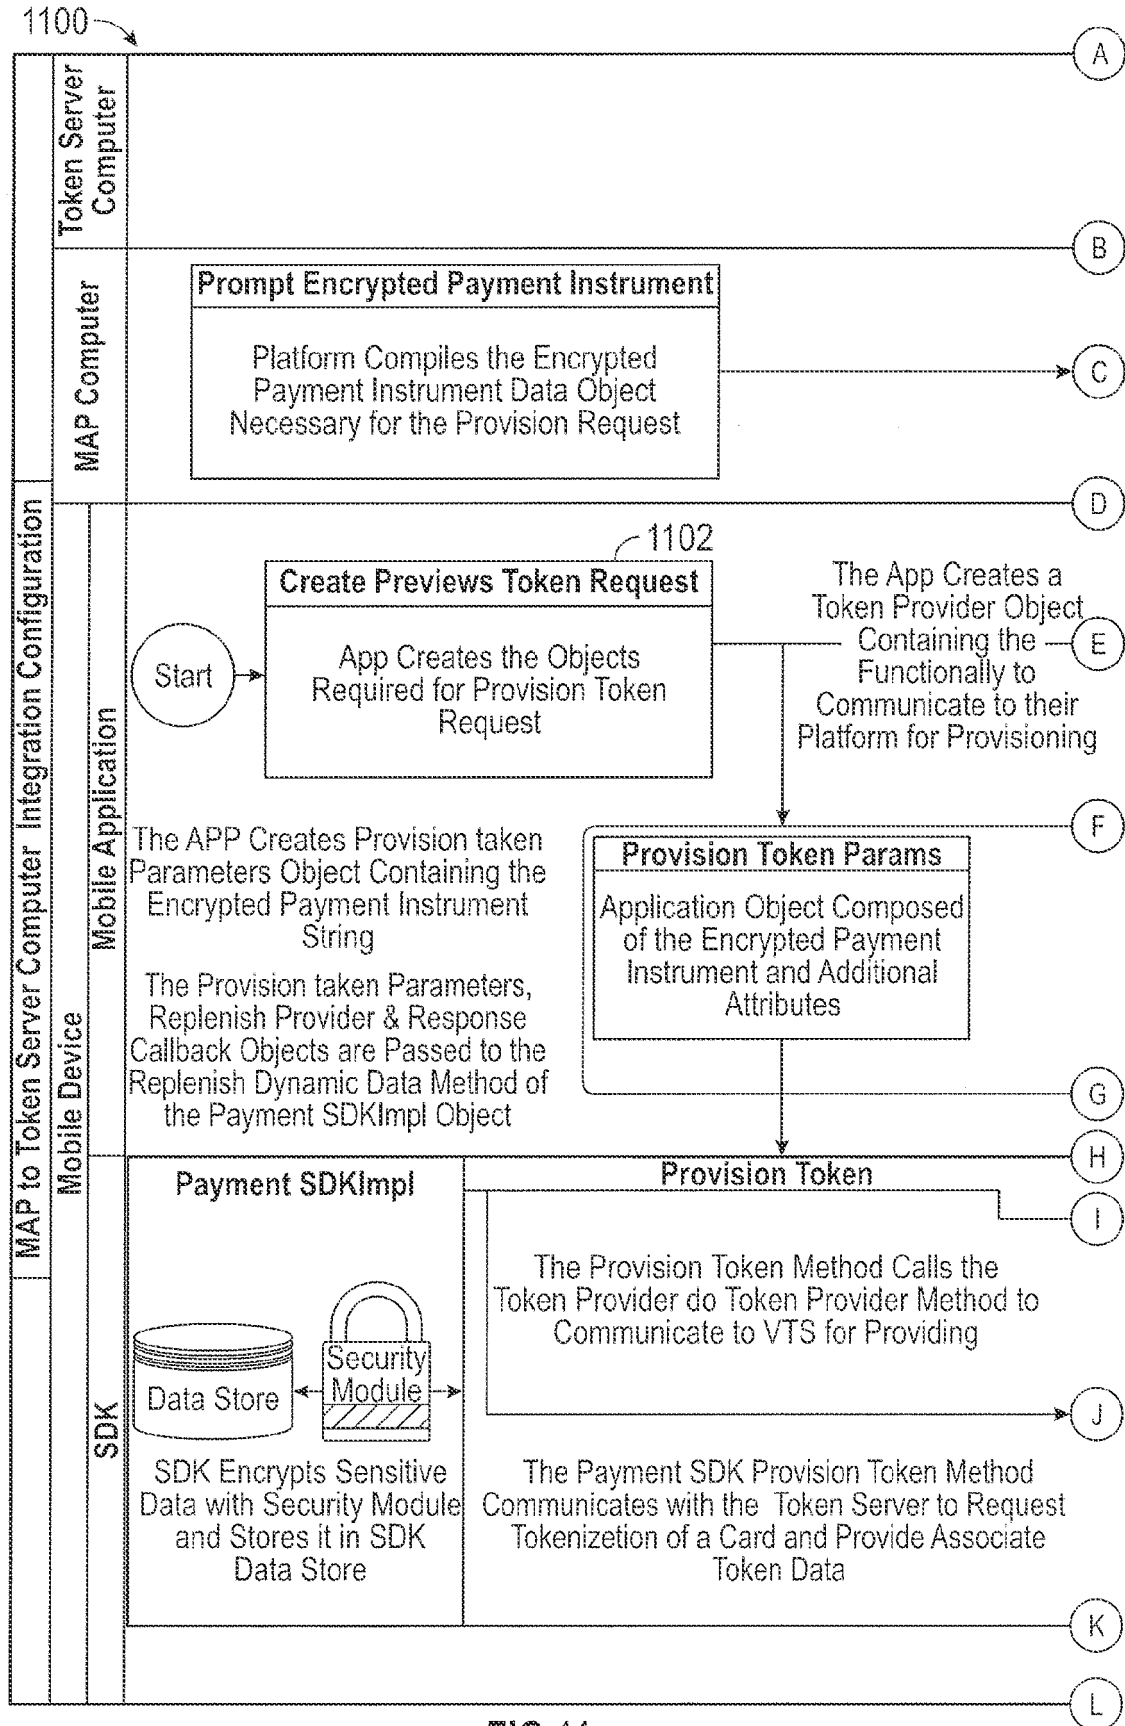 1100
A
Token Server
Computer
B
MAP Computer
Prompt Encrypted Payment Instrument
Platform Compiles the Encrypted
Payment Instrument Data Object
Necessary for the Provision Request
C
D
MAP to Token Server Computer Integration Configuration
Mobile Device
Mobile Application
1102
Create Previews Token Request
App Creates the Objects
Required for Provision Token
Request
Start
The App Creates a
Token Provider Object
Containing the
Functionally to
Communicate to their
Platform for Provisioning
E
F
The APP Creates Provision taken
Parameters Object Containing the
Encrypted Payment Instrument
String
The Provision taken Parameters,
Replenish Provider & Response
Callback Objects are Passed to the
Replenish Dynamic Data Method of
the Payment SDKImpl Object
Provision Token Params
Application Object Composed
of the Encrypted Payment
Instrument and Additional
Attributes
G
H
SDK
Payment SDKImpl
Provision Token
I
The Provision Token Method Calls the
Token Provider do Token Provider Method to
Communicate to VTS for Providing
Data Store
Security
Module
J
SDK Encrypts Sensitive
Data with Security Module
and Stores it in SDK
Data Store
The Payment SDK Provision Token Method
Communicates with the Token Server to Request
Tokenizetion of a Card and Provide Associate
Token Data
K
L